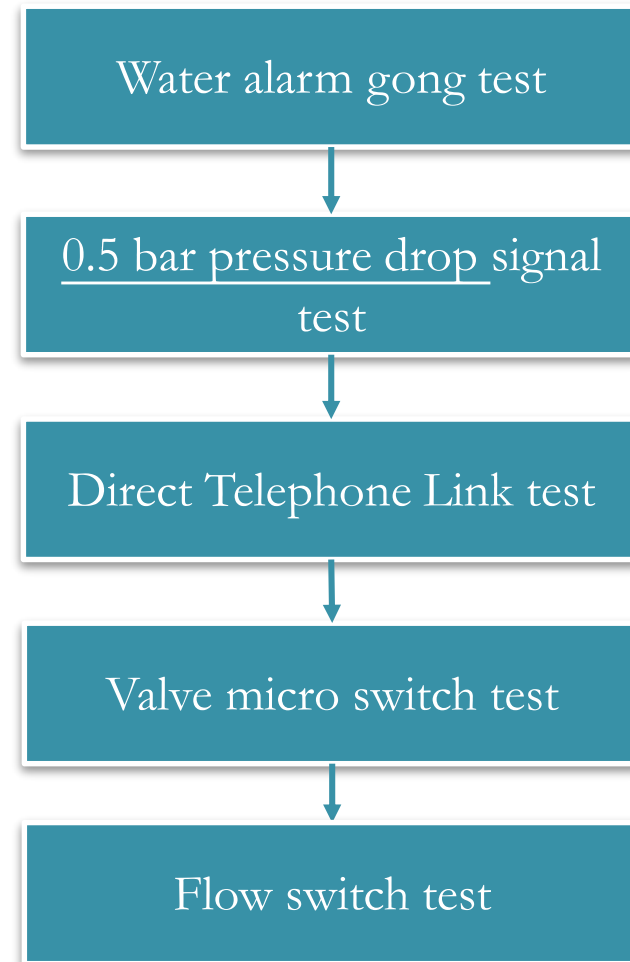 Water alarm gong test
0.5 bar pressure drop signal
test
Direct Telephone Link test
Valve micro switch test
Flow switch test